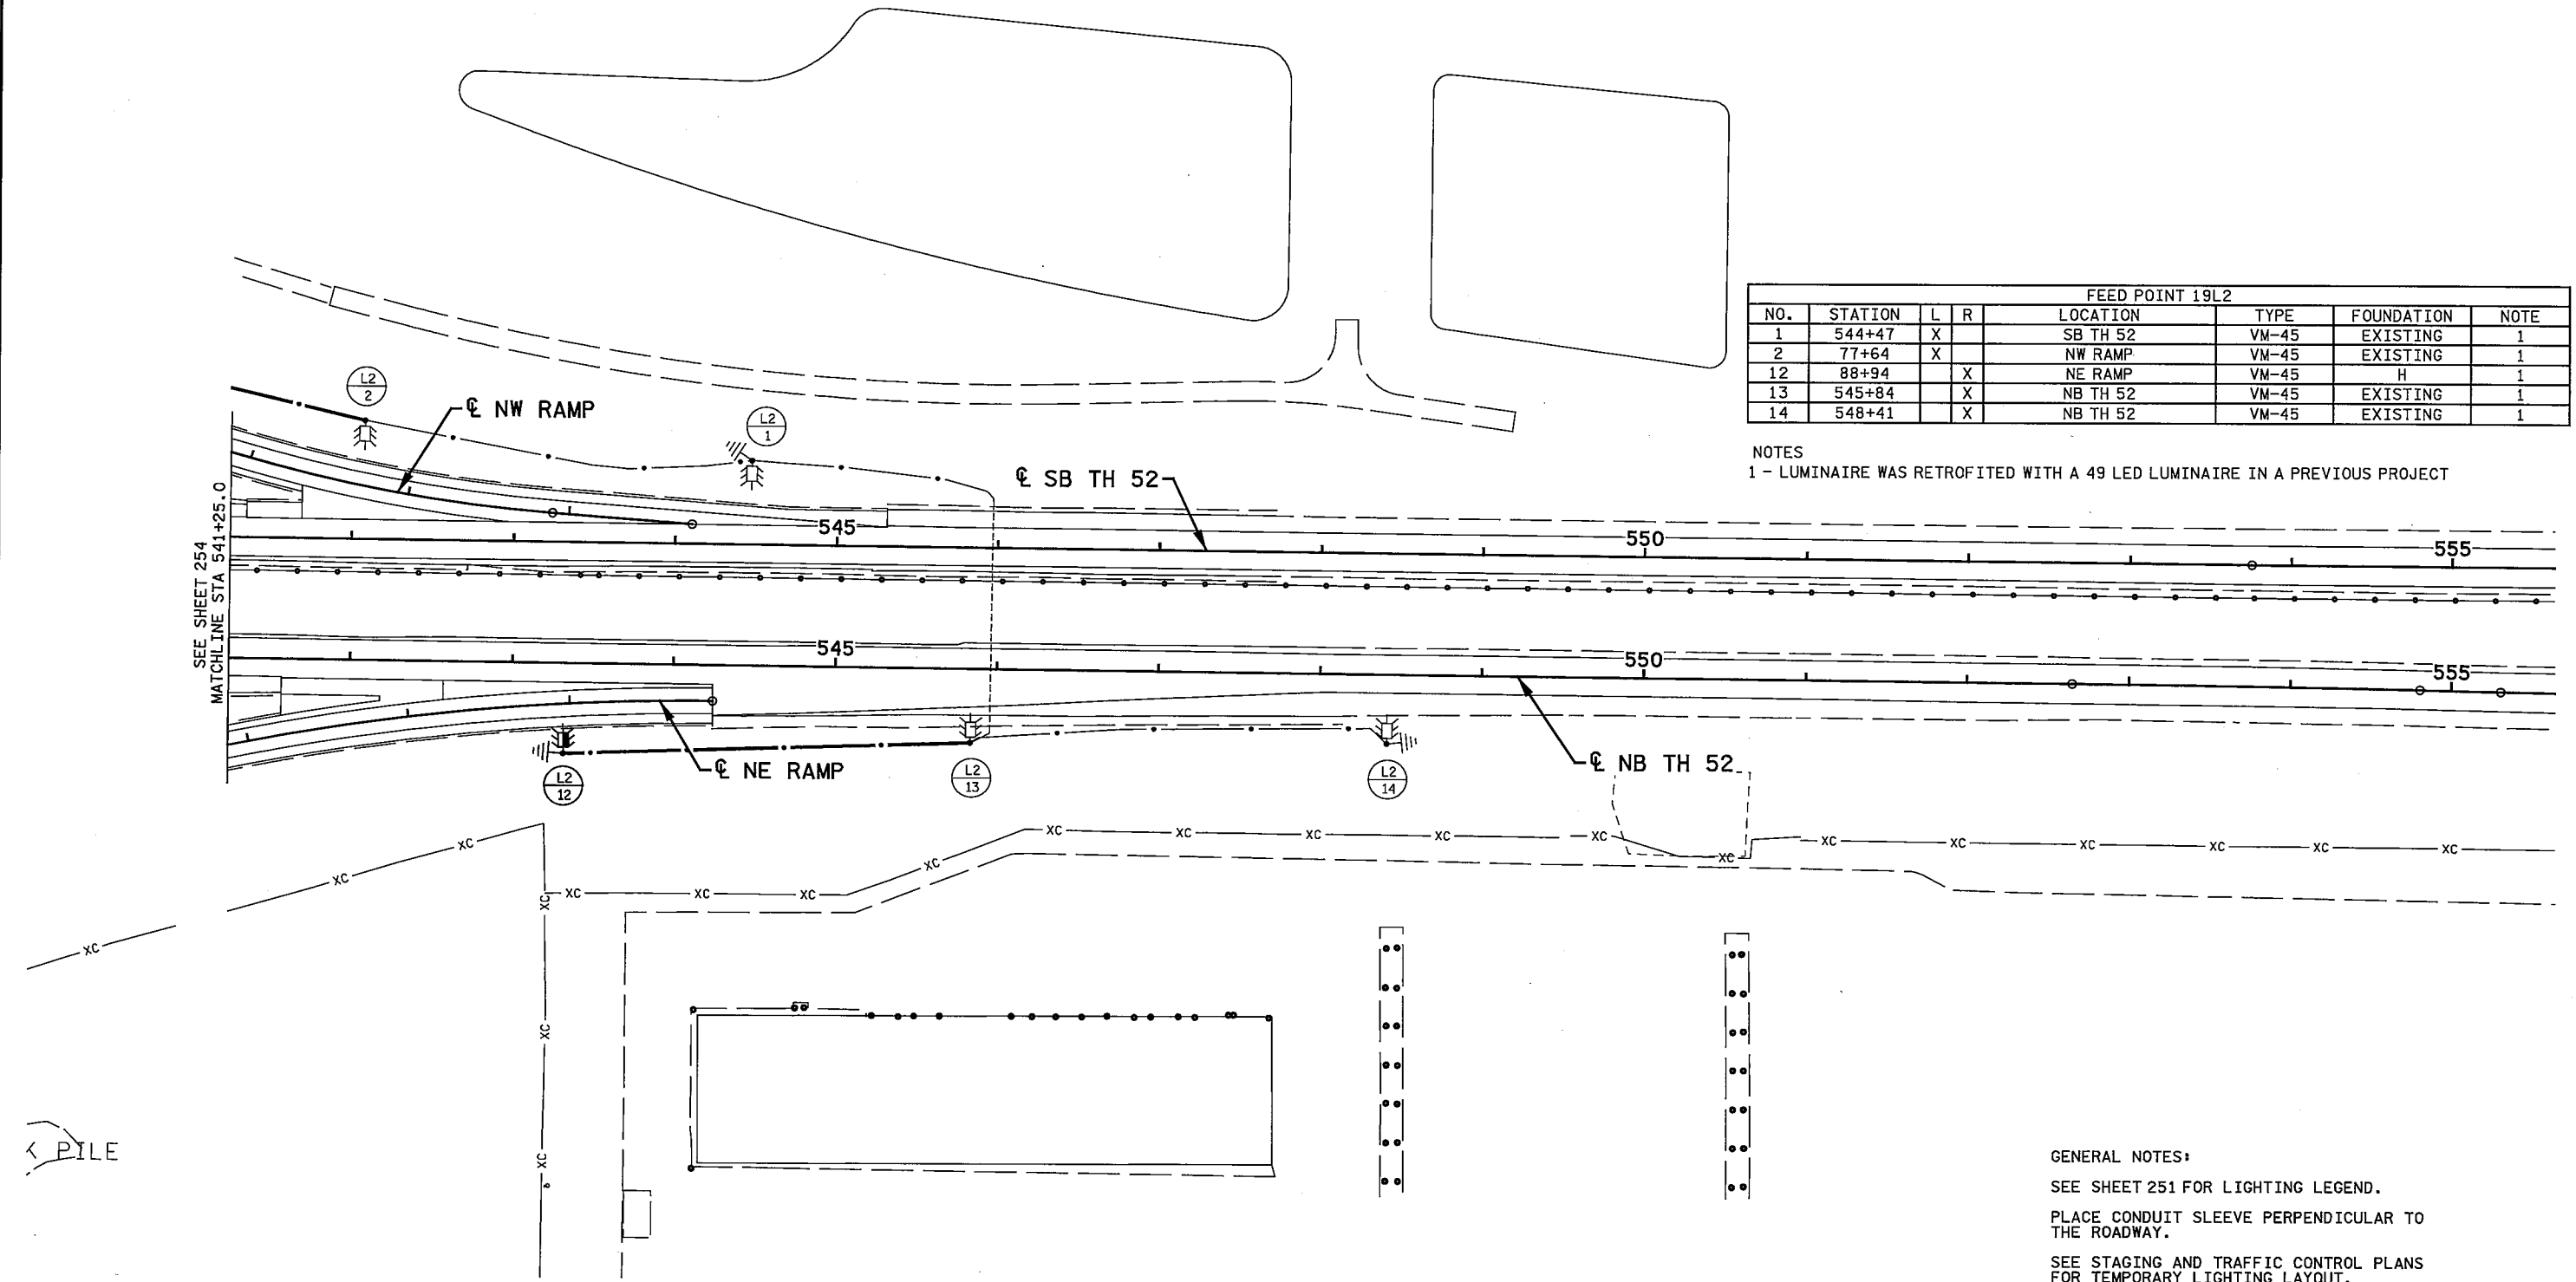 FEED POINT 19L2
NO. STATION L R LOCATION TYPE FOUNDATION NOTE
1 544+47 X SB TH 52 VM-45 EXISTING 1
2 77+64 X NW RAMP VM-45 EXISTING 1
12 88+94 X NE RAMP VM-45 H 1
13 545+84 X NB TH 52 VM-45 EXISTING 1
14 548+41 X NB TH 52 VM-45 EXISTING 1
NOTES
1 - LUMINAIRE WAS RETROFITED WITH A 49 LED LUMINAIRE IN A PREVIOUS PROJECT
L2
2
℄ NW RAMP
L2
1
℄ SB TH 52
SEE SHEET 254
MATCHLINE STA 541+25.0
545
550
555
545
550
555
℄ NE RAMP
℄ NB TH 52
L2
12
L2
13
L2
14
XC XC XC XC XC XC XC XC XC XC XC XC XC
XC XC XC XC XC XC
XC XC XC
XC
XC
PILE
GENERAL NOTES:
SEE SHEET 251 FOR LIGHTING LEGEND.
PLACE CONDUIT SLEEVE PERPENDICULAR TO
THE ROADWAY.
SEE STAGING AND TRAFFIC CONTROL PLANS
FOR TEMPORARY LIGHTING LAYOUT.